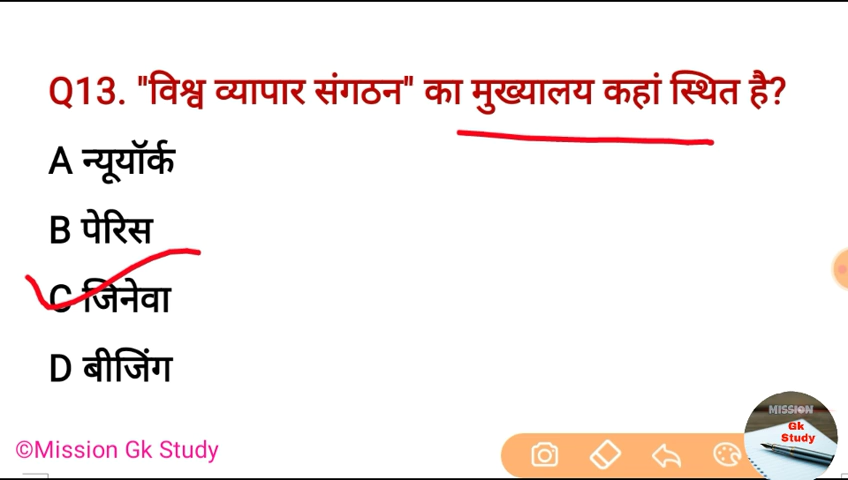 Q13. "विश्व व्यापार संगठन" का मुख्यालय कहां स्थित है?
A न्यूयॉर्क
B पेरिस
C जिनेवा
D बीजिंग
MISSION
Gk
Study
©Mission Gk Study